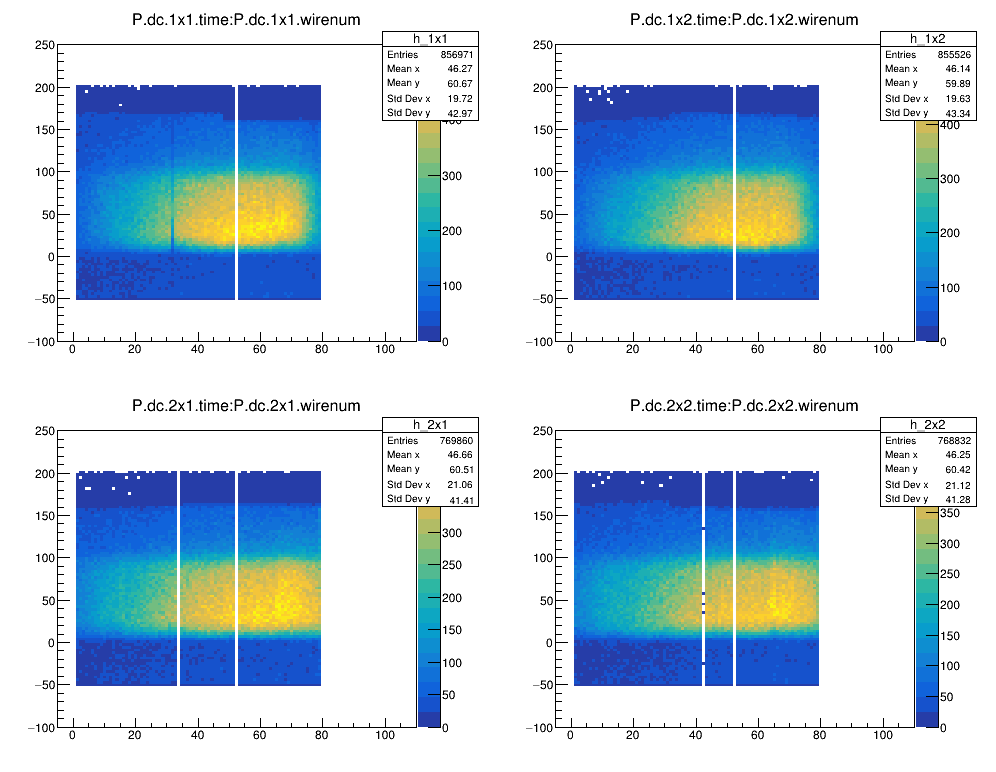 P.dc.1x1.time:P.dc.1x1.wirenum
h_1x1
Entries 856971
Mean x 46.27
Mean y 60.67
Std Dev x 19.72
Std Dev y 42.97
250
200
150
100
50
0
−50
−100
0 20 40 60 80 100
400
300
200
100
0
P.dc.1x2.time:P.dc.1x2.wirenum
h_1x2
Entries 855526
Mean x 46.14
Mean y 59.89
Std Dev x 19.63
Std Dev y 43.34
250
200
150
100
50
0
−50
−100
0 20 40 60 80 100
400
300
200
100
0
P.dc.2x1.time:P.dc.2x1.wirenum
h_2x1
Entries 769860
Mean x 46.66
Mean y 60.51
Std Dev x 21.06
Std Dev y 41.41
250
200
150
100
50
0
−50
−100
0 20 40 60 80 100
300
250
200
150
100
50
0
P.dc.2x2.time:P.dc.2x2.wirenum
h_2x2
Entries 768832
Mean x 46.25
Mean y 60.42
Std Dev x 21.12
Std Dev y 41.28
250
200
150
100
50
0
−50
−100
0 20 40 60 80 100
350
300
250
200
150
100
50
0